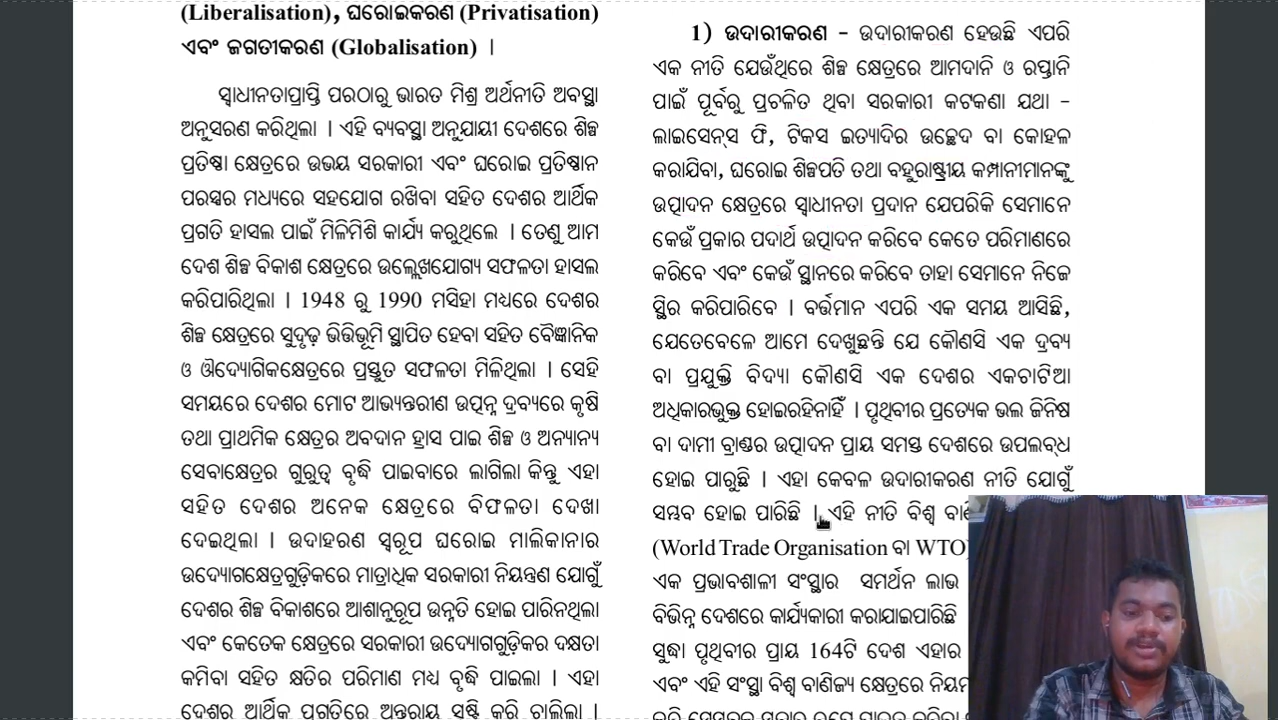 (Liberalisation), ଘରୋଇକରଣ (Privatisation)
ଏବଂ ଜଗତୀକରଣ (Globalisation) ।
ସ୍ୱାଧୀନତାପ୍ରାପ୍ତି ପରଠାରୁ ଭାରତ ମିଶ୍ର ଅର୍ଥନୀତି ଅବସ୍ଥା
ଅନୁସରଣ କରିଥିଲା । ଏହି ବ୍ୟବସ୍ଥା ଅନୁଯାୟୀ ଦେଶରେ ଶିଳ୍ପ
ପ୍ରତିଷ୍ଠା କ୍ଷେତ୍ରରେ ଉଭୟ ସରକାରୀ ଏବଂ ଘରୋଇ ପ୍ରତିଷ୍ଠାନ
ପରସ୍ପର ମଧ୍ୟରେ ସହଯୋଗ ରଖିବା ସହିତ ଦେଶର ଆର୍ଥିକ
ପ୍ରଗତି ହାସଲ ପାଇଁ ମିଳିମିଶି କାର୍ଯ୍ୟ କରୁଥିଲେ । ତେଣୁ ଆମ
ଦେଶ ଶିଳ୍ପ ବିକାଶ କ୍ଷେତ୍ରରେ ଉଲ୍ଲେଖଯୋଗ୍ୟ ସଫଳତା ହାସଲ
କରିପାରିଥିଲା । 1948 ରୁ 1990 ମସିହା ମଧ୍ୟରେ ଦେଶର
ଶିଳ୍ପ କ୍ଷେତ୍ରରେ ସୁଦୃଢ଼ ଭିତ୍ତିଭୂମି ସ୍ଥାପିତ ହେବା ସହିତ ବୈଜ୍ଞାନିକ
ଓ ଔଦ୍ୟୋଗିକକ୍ଷେତ୍ରରେ ପ୍ରସ୍ତୁତ ସଫଳତା ମିଳିଥିଲା । ସେହି
ସମୟରେ ଦେଶର ମୋଟ ଆଭ୍ୟନ୍ତରୀଣ ଉତ୍ପନ୍ନ ଦ୍ରବ୍ୟରେ କୃଷି
ତଥା ପ୍ରାଥମିକ କ୍ଷେତ୍ରର ଅବଦାନ ହ୍ରାସ ପାଇ ଶିଳ୍ପ ଓ ଅନ୍ୟାନ୍ୟ
ସେବାକ୍ଷେତ୍ରର ଗୁରୁତ୍ୱ ବୃଦ୍ଧି ପାଇବାରେ ଲାଗିଲା କିନ୍ତୁ ଏହା
ସହିତ ଦେଶର ଅନେକ କ୍ଷେତ୍ରରେ ବିଫଳତା ଦେଖା
ଦେଇଥିଲା । ଉଦାହରଣ ସ୍ୱରୂପ ଘରୋଇ ମାଲିକାନାର
ଉଦ୍ୟୋଗକ୍ଷେତ୍ରଗୁଡ଼ିକରେ ମାତ୍ରାଧିକ ସରକାରୀ ନିୟନ୍ତ୍ରଣ ଯୋଗୁଁ
ଦେଶର ଶିଳ୍ପ ବିକାଶରେ ଆଶାନୁରୂପ ଉନ୍ନତି ହୋଇ ପାରିନଥିଲା
ଏବଂ କେତେକ କ୍ଷେତ୍ରରେ ସରକାରୀ ଉଦ୍ୟୋଗଗୁଡ଼ିକର ଦକ୍ଷତା
କମିବା ସହିତ କ୍ଷତିର ପରିମାଣ ମଧ୍ୟ ବୃଦ୍ଧି ପାଇଲା । ଏହା
ଦେଶର ଆର୍ଥିକ ପ୍ରଗତିରେ ଅନ୍ତରାୟ ସୃଷ୍ଟି କରି ଚାଲିଲା ।
1) ଉଦାରୀକରଣ – ଉଦାରୀକରଣ ହେଉଛି ଏପରି
ଏକ ନୀତି ଯେଉଁଥିରେ ଶିଳ୍ପ କ୍ଷେତ୍ରରେ ଆମଦାନି ଓ ରପ୍ତାନି
ପାଇଁ ପୂର୍ବରୁ ପ୍ରଚଳିତ ଥିବା ସରକାରୀ କଟକଣା ଯଥା –
ଲାଇସେନ୍ସ ଫି, ଟିକସ ଇତ୍ୟାଦିର ଉଚ୍ଛେଦ ବା କୋହଳ
କରାଯିବା, ଘରୋଇ ଶିଳ୍ପପତି ତଥା ବହୁରାଷ୍ଟ୍ରୀୟ କମ୍ପାନୀମାନଙ୍କୁ
ଉତ୍ପାଦନ କ୍ଷେତ୍ରରେ ସ୍ୱାଧୀନତା ପ୍ରଦାନ ଯେପରିକି ସେମାନେ
କେଉଁ ପ୍ରକାର ପଦାର୍ଥ ଉତ୍ପାଦନ କରିବେ କେତେ ପରିମାଣରେ
କରିବେ ଏବଂ କେଉଁ ସ୍ଥାନରେ କରିବେ ତାହା ସେମାନେ ନିଜେ
ସ୍ଥିର କରିପାରିବେ । ବର୍ତ୍ତମାନ ଏପରି ଏକ ସମୟ ଆସିଛି,
ଯେତେବେଳେ ଆମେ ଦେଖୁଛନ୍ତି ଯେ କୌଣସି ଏକ ଦ୍ରବ୍ୟ
ବା ପ୍ରଯୁକ୍ତି ବିଦ୍ୟା କୌଣସି ଏକ ଦେଶର ଏକଚାଟିଆ
ଅଧିକାରଭୁକ୍ତ ହୋଇରହିନାହିଁ । ପୃଥିବୀର ପ୍ରତ୍ୟେକ ଭଲ ଜିନିଷ
ବା ଦାମୀ ବ୍ରାଣ୍ଡର ଉତ୍ପାଦନ ପ୍ରାୟ ସମସ୍ତ ଦେଶରେ ଉପଲବ୍ଧ
ହୋଇ ପାରୁଛି । ଏହା କେବଳ ଉଦାରୀକରଣ ନୀତି ଯୋଗୁଁ
ସମ୍ଭବ ହୋଇ ପାରିଛି । ଏହି ନୀତି ବିଶ୍ୱ
(World Trade Organisation ବା WTO)
ଏକ ପ୍ରଭାବଶାଳୀ ସଂସ୍ଥାର ସମର୍ଥନ ଲାଭ
ବିଭିନ୍ନ ଦେଶରେ କାର୍ଯ୍ୟକାରୀ କରାଯାଇପାରିଛି
ସୁଦ୍ଧା ପୃଥିବୀର ପ୍ରାୟ 164ଟି ଦେଶ ଏହାର
ଏବଂ ଏହି ସଂସ୍ଥା ବିଶ୍ୱ ବାଣିଜ୍ୟ କ୍ଷେତ୍ରରେ